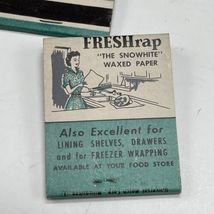 FRESHrap
"THE SNOWHITE"
WAXED PAPER
Also Excellent for
LINING SHELVES, DRAWERS
and for FREEZER WRAPPING
AVAILABLE AT YOUR FOOD STORE